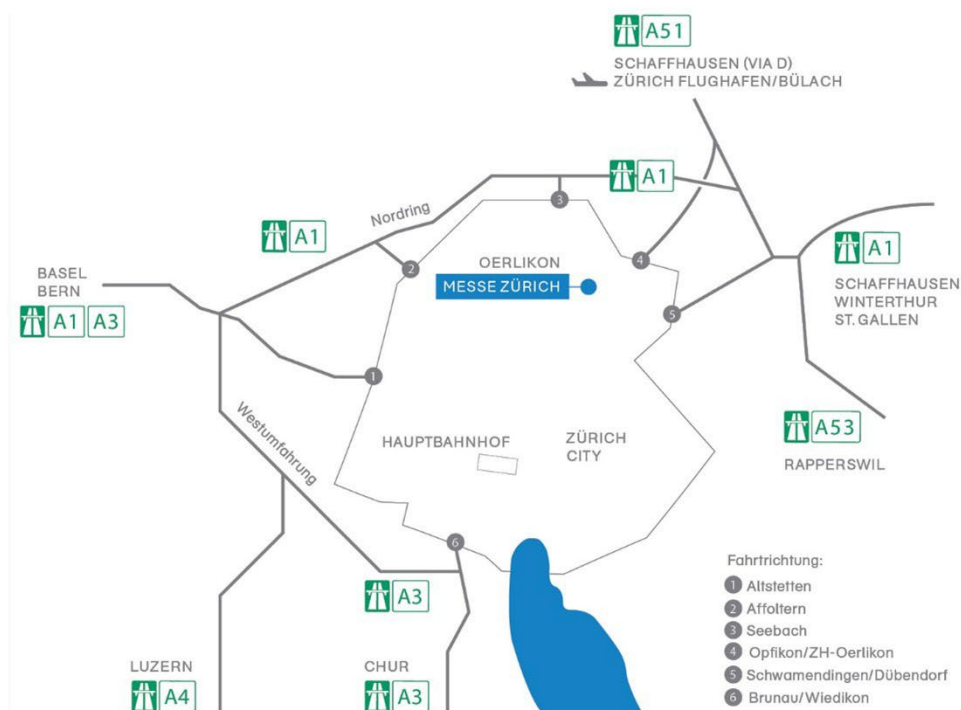 A51
SCHAFFHAUSEN (VIA D)
ZÜRICH FLUGHAFEN/BÜLACH
A1
Nordring
A1
A1
SCHAFFHAUSEN
WINTERTHUR
ST. GALLEN
BASEL
BERN
A1 A3
OERLIKON
MESSE ZÜRICH
1
2
3
4
5
6
Westumfahrung
HAUPTBAHNHOF
ZÜRICH
CITY
A53
RAPPERSWIL
A3
LUZERN
A4
CHUR
A3
Fahrtrichtung:
1 Altstetten
2 Affoltern
3 Seebach
4 Opfikon/ZH-Oerlikon
5 Schwamendingen/Dübendorf
6 Brunau/Wiedikon